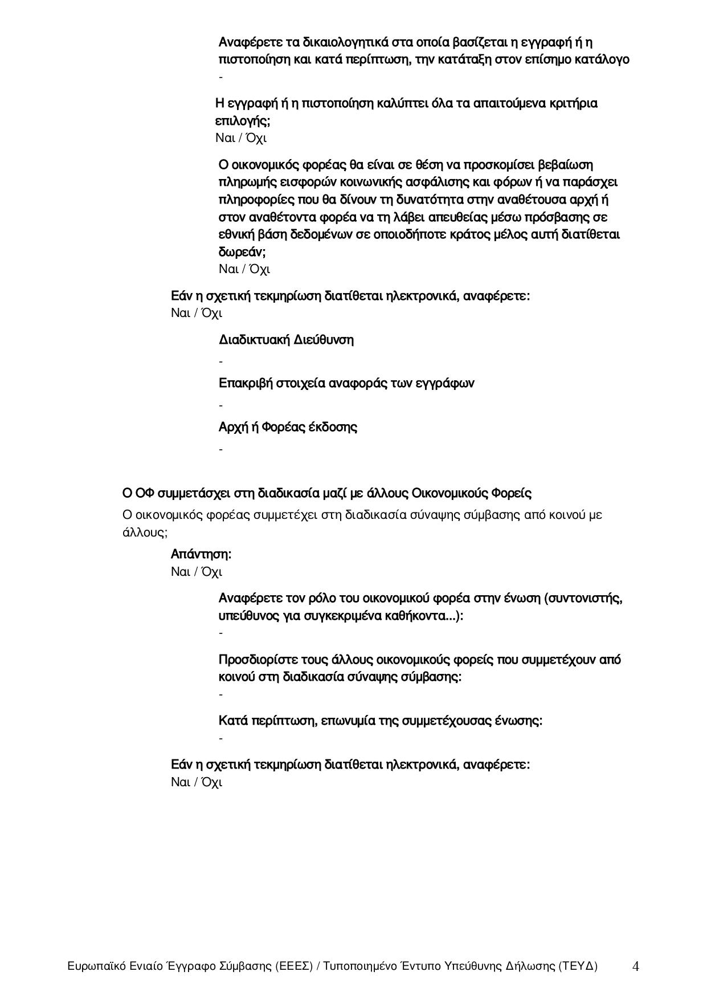 Αναφέρετε τα δικαιολογητικά στα οποία βασίζεται η εγγραφή ή η
πιστοποίηση και κατά περίπτωση, την κατάταξη στον επίσημο κατάλογο
-
Η εγγραφή ή η πιστοποίηση καλύπτει όλα τα απαιτούμενα κριτήρια
επιλογής;
Ναι / Όχι
Ο οικονομικός φορέας θα είναι σε θέση να προσκομίσει βεβαίωση
πληρωμής εισφορών κοινωνικής ασφάλισης και φόρων ή να παράσχει
πληροφορίες που θα δίνουν τη δυνατότητα στην αναθέτουσα αρχή ή
στον αναθέτοντα φορέα να τη λάβει απευθείας μέσω πρόσβασης σε
εθνική βάση δεδομένων σε οποιοδήποτε κράτος μέλος αυτή διατίθεται
δωρεάν;
Ναι / Όχι
Εάν η σχετική τεκμηρίωση διατίθεται ηλεκτρονικά, αναφέρετε:
Ναι / Όχι
Διαδικτυακή Διεύθυνση
-
Επακριβή στοιχεία αναφοράς των εγγράφων
-
Αρχή ή Φορέας έκδοσης
-
Ο ΟΦ συμμετάσχει στη διαδικασία μαζί με άλλους Οικονομικούς Φορείς
Ο οικονομικός φορέας συμμετέχει στη διαδικασία σύναψης σύμβασης από κοινού με
άλλους;
Απάντηση:
Ναι / Όχι
Αναφέρετε τον ρόλο του οικονομικού φορέα στην ένωση (συντονιστής,
υπεύθυνος για συγκεκριμένα καθήκοντα...):
-
Προσδιορίστε τους άλλους οικονομικούς φορείς που συμμετέχουν από
κοινού στη διαδικασία σύναψης σύμβασης:
-
Κατά περίπτωση, επωνυμία της συμμετέχουσας ένωσης:
-
Εάν η σχετική τεκμηρίωση διατίθεται ηλεκτρονικά, αναφέρετε:
Ναι / Όχι
Ευρωπαϊκό Ενιαίο Έγγραφο Σύμβασης (ΕΕΕΣ) / Τυποποιημένο Έντυπο Υπεύθυνης Δήλωσης (ΤΕΥΔ) 4